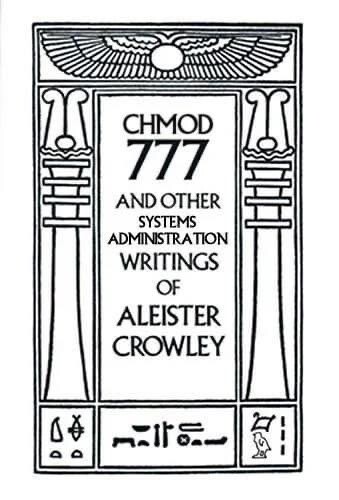 CHMOD
777
AND OTHER
SYSTEMS
ADMINISTRATION
WRITINGS
OF
ALEISTER
CROWLEY